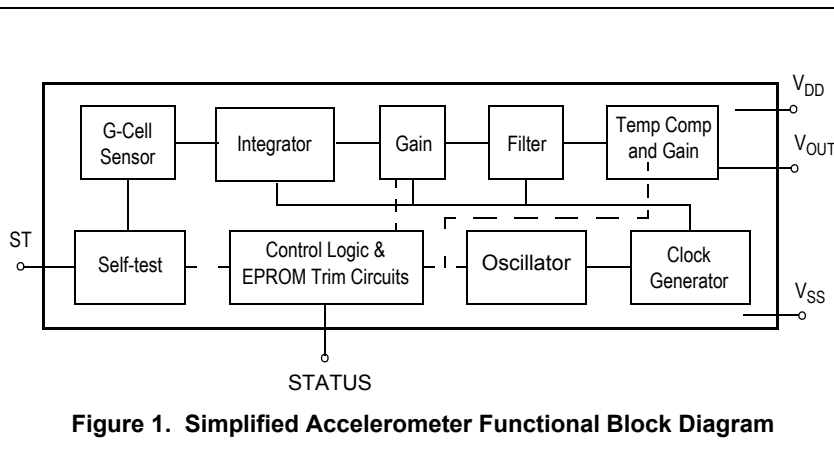 V_DD
G-Cell
Sensor
Integrator
Gain
Filter
Temp Comp
and Gain
V_OUT
ST
Self-test
Control Logic &
EPROM Trim Circuits
Oscillator
Clock
Generator
V_SS
STATUS
Figure 1. Simplified Accelerometer Functional Block Diagram